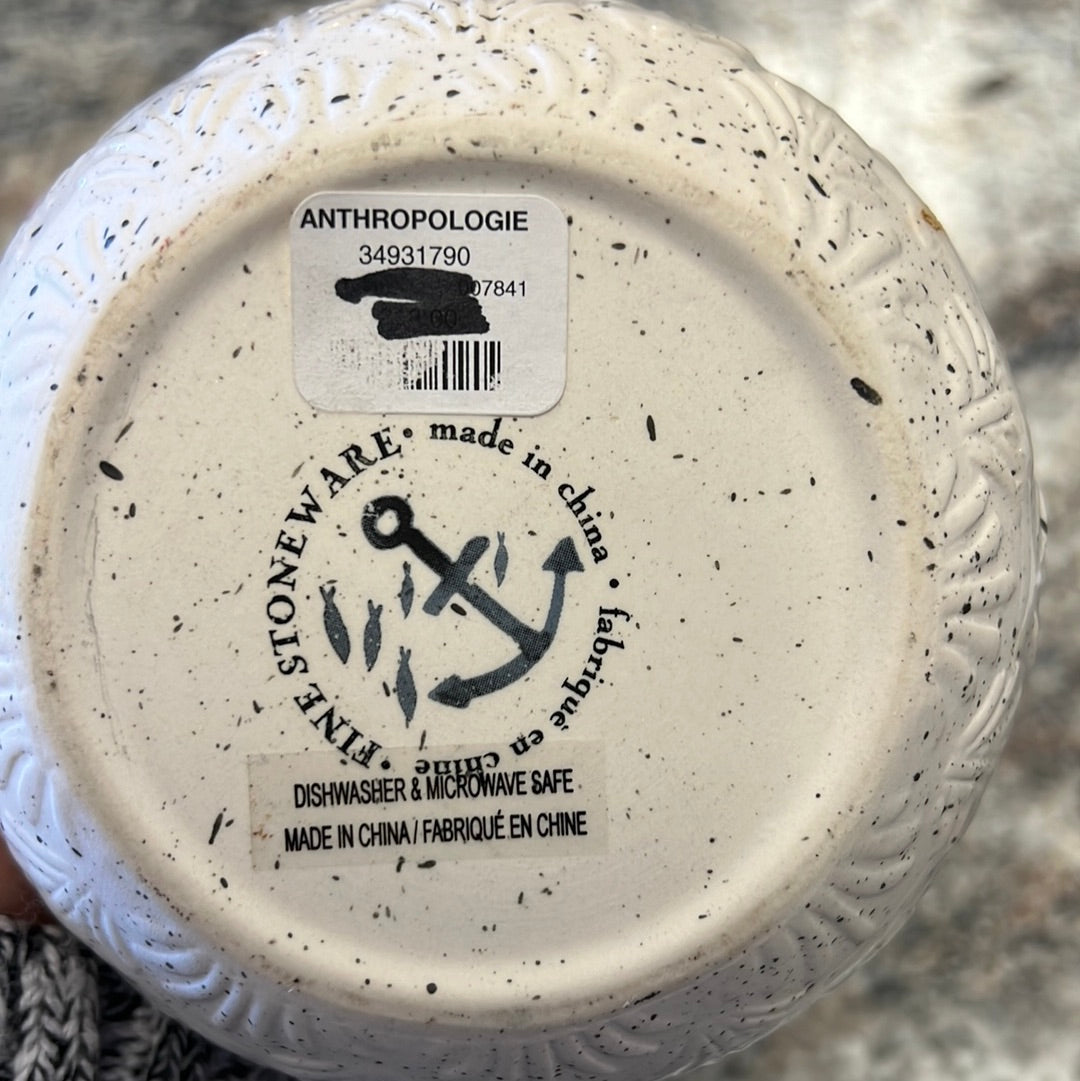 ANTHROPOLOGIE
34931790
007841
FINE STONEWARE • made in china • fabriqué en chine •
DISHWASHER & MICROWAVE SAFE
MADE IN CHINA / FABRIQUÉ EN CHINE